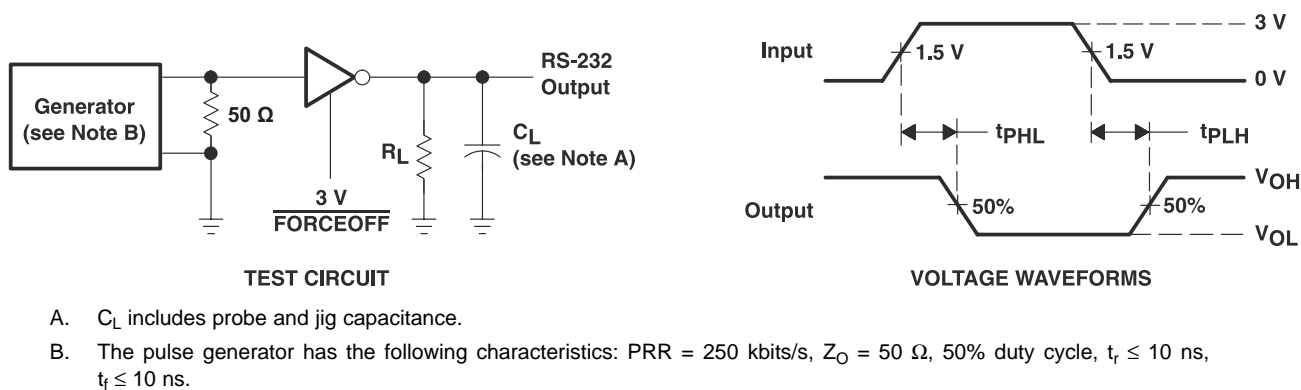 Generator
(see Note B)
50 Ω
3 V
FORCEOFF
RS-232
Output
R_L
C_L
(see Note A)
TEST CIRCUIT
Input
1.5 V
1.5 V
3 V
0 V
t_PHL
t_PLH
Output
50%
50%
V_OH
V_OL
VOLTAGE WAVEFORMS
A. C_L includes probe and jig capacitance.
B. The pulse generator has the following characteristics: PRR = 250 kbits/s, Z_O = 50 Ω, 50% duty cycle, t_r ≤ 10 ns,
t_f ≤ 10 ns.